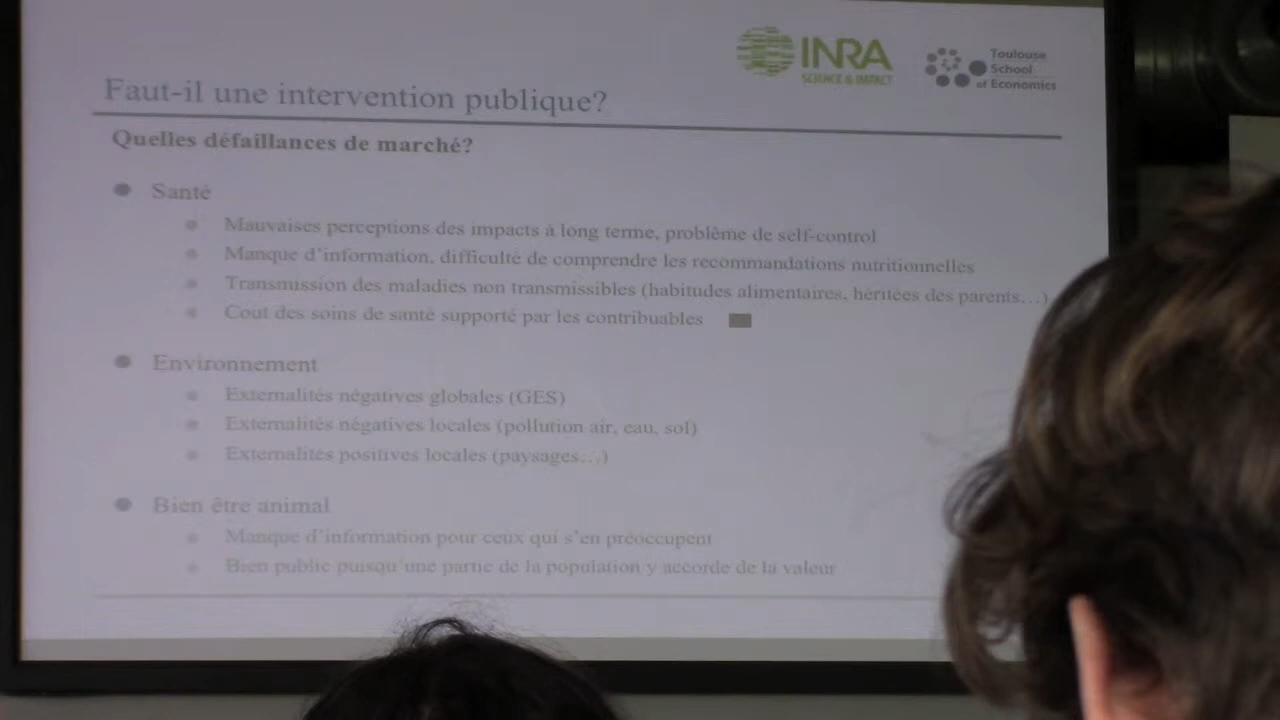 INRA
SCIENCE & IMPACT
Toulouse
School
of Economics
Faut-il une intervention publique?
Quelles défaillances de marché?
Santé
Mauvaises perceptions des impacts à long terme, problème de self-control
Manque d'information, difficulté de comprendre les recommandations nutritionnelles
Transmission des maladies non transmissibles (habitudes alimentaires, héritées des parents…)
Cout des soins de santé supporté par les contribuables
Environnement
Externalités négatives globales (GES)
Externalités négatives locales (pollution air, eau, sol)
Externalités positives locales (paysages…)
Bien être animal
Manque d'information pour ceux qui s'en préoccupent
Bien public puisqu'une partie de la population y accorde de la valeur